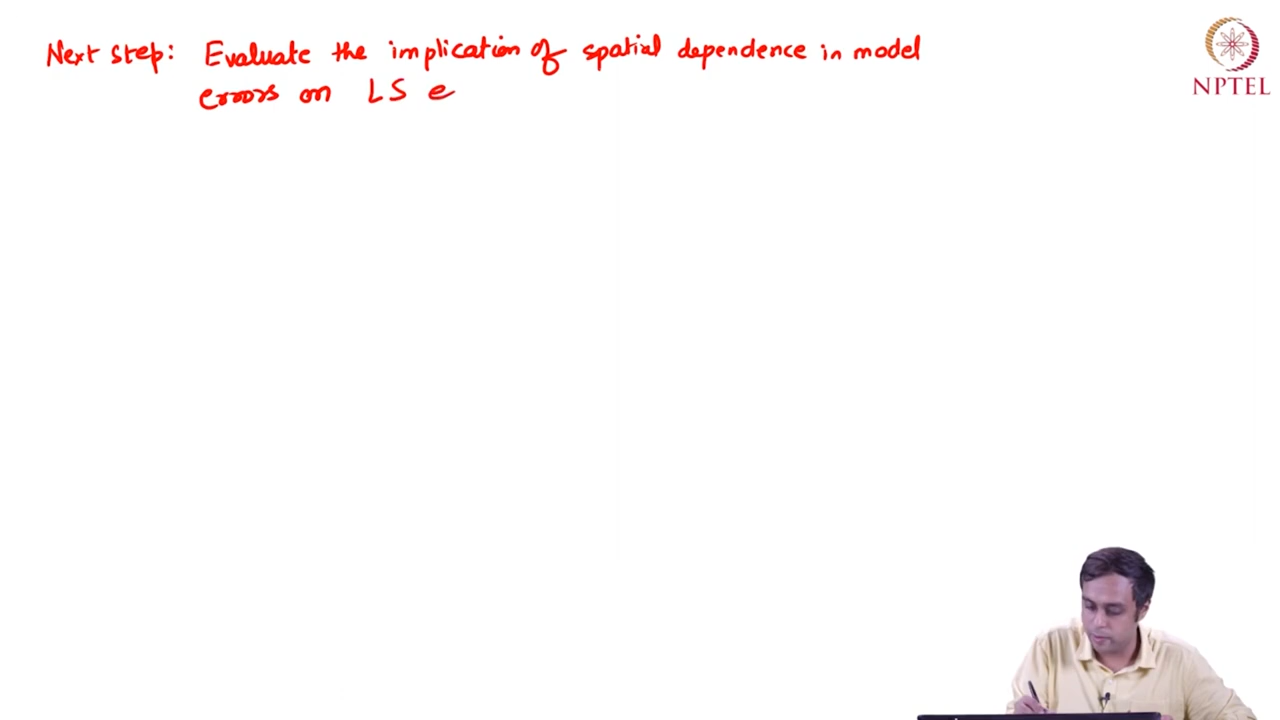 Next step: Evaluate the implication of spatial dependence in model
errors on LS e
NPTEL